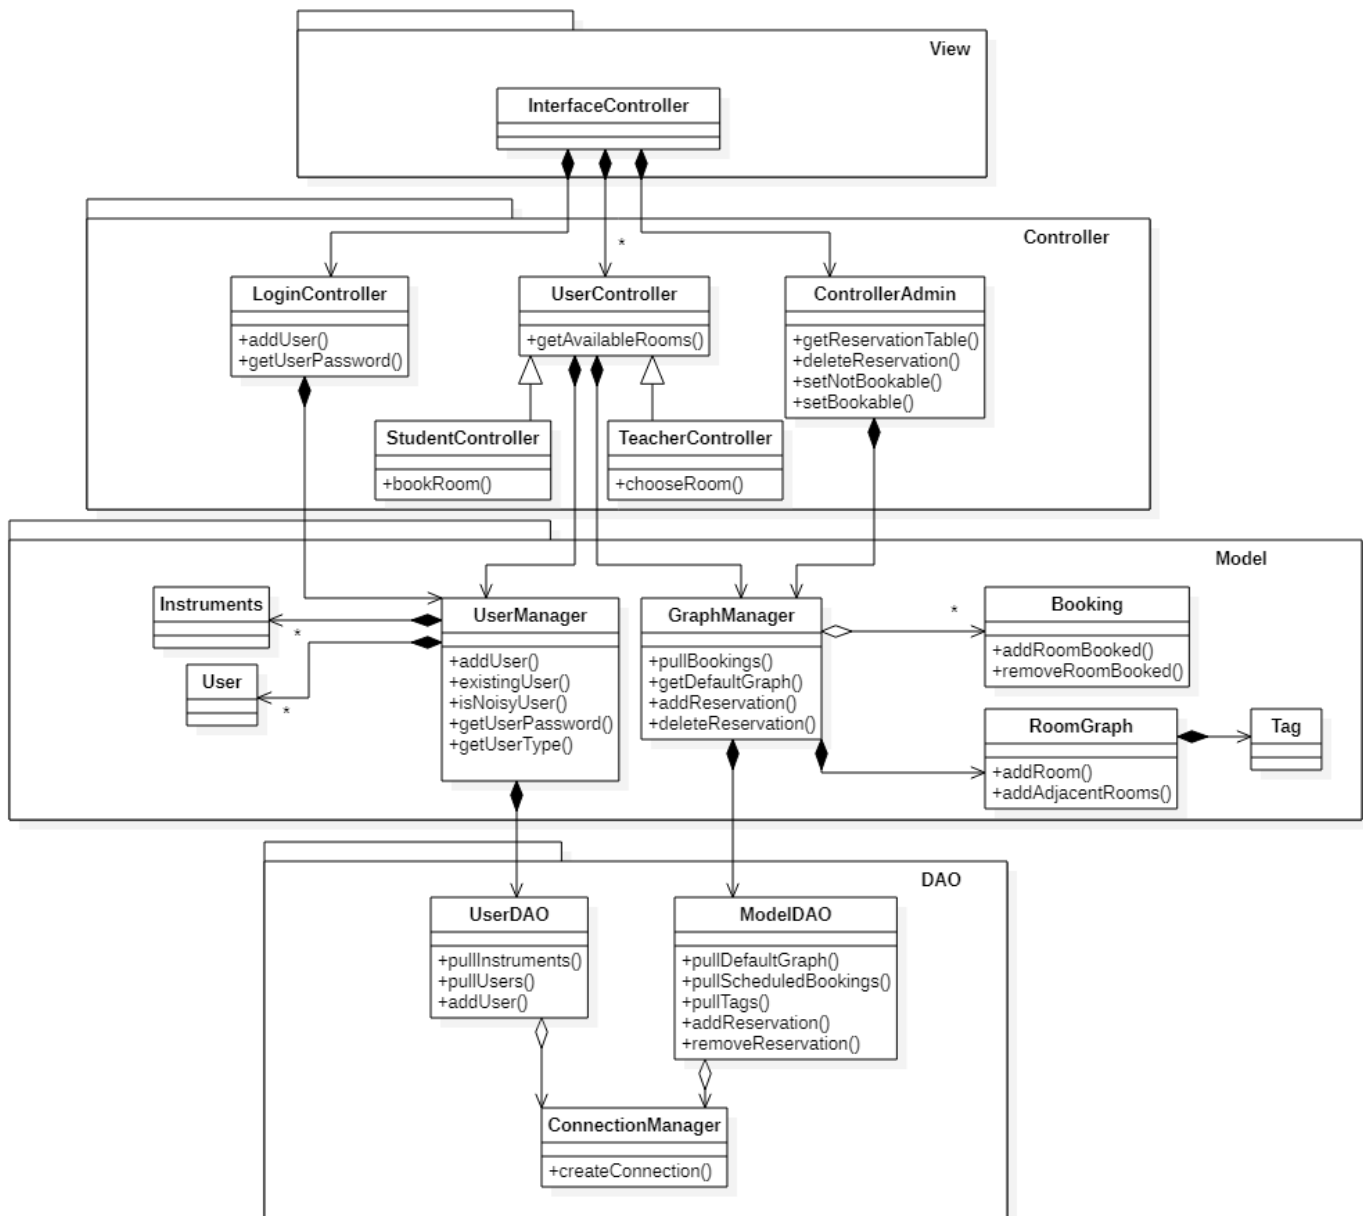 View
InterfaceController
Controller
*
LoginController
+addUser()
+getUserPassword()
UserController
+getAvailableRooms()
ControllerAdmin
+getReservationTable()
+deleteReservation()
+setNotBookable()
+setBookable()
StudentController
+bookRoom()
TeacherController
+chooseRoom()
Model
Instruments
*
User
*
UserManager
+addUser()
+existingUser()
+isNoisyUser()
+getUserPassword()
+getUserType()
GraphManager
+pullBookings()
+getDefaultGraph()
+addReservation()
+deleteReservation()
*
Booking
+addRoomBooked()
+removeRoomBooked()
RoomGraph
+addRoom()
+addAdjacentRooms()
Tag
DAO
UserDAO
+pullInstruments()
+pullUsers()
+addUser()
ModelDAO
+pullDefaultGraph()
+pullScheduledBookings()
+pullTags()
+addReservation()
+removeReservation()
ConnectionManager
+createConnection()